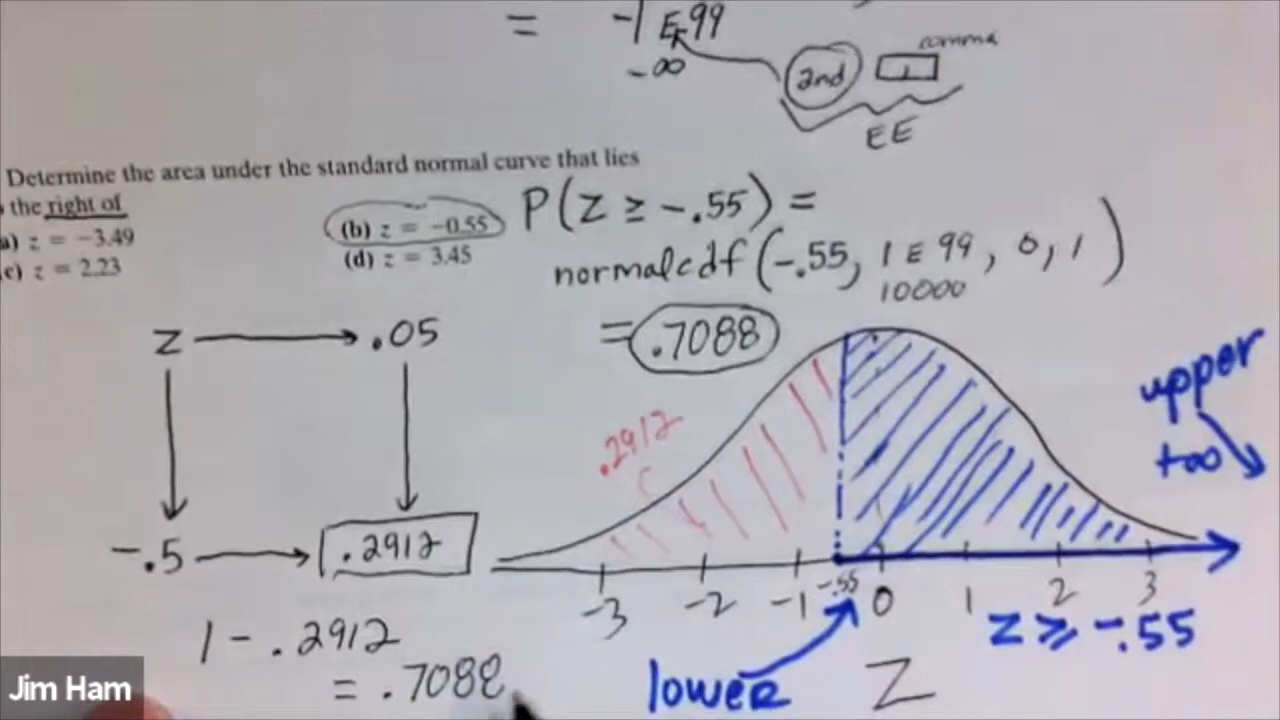 = -1 E 99
-∞
2nd
comma
,
EE
Determine the area under the standard normal curve that lies
the right of
a) z = -3.49
(b) z = -0.55
c) z = 2.23
(d) z = 3.45
P(Z ≥ -.55) =
normalcdf(-.55, 1 E 99, 0, 1)
10000
= .7088
Z → .05
-.5 → .2912
1 - .2912
= .7088
.2912
-3 -2 -1 -.55 0 1 2 3
Z
lower
z ≥ -.55
upper
+∞
Jim Ham